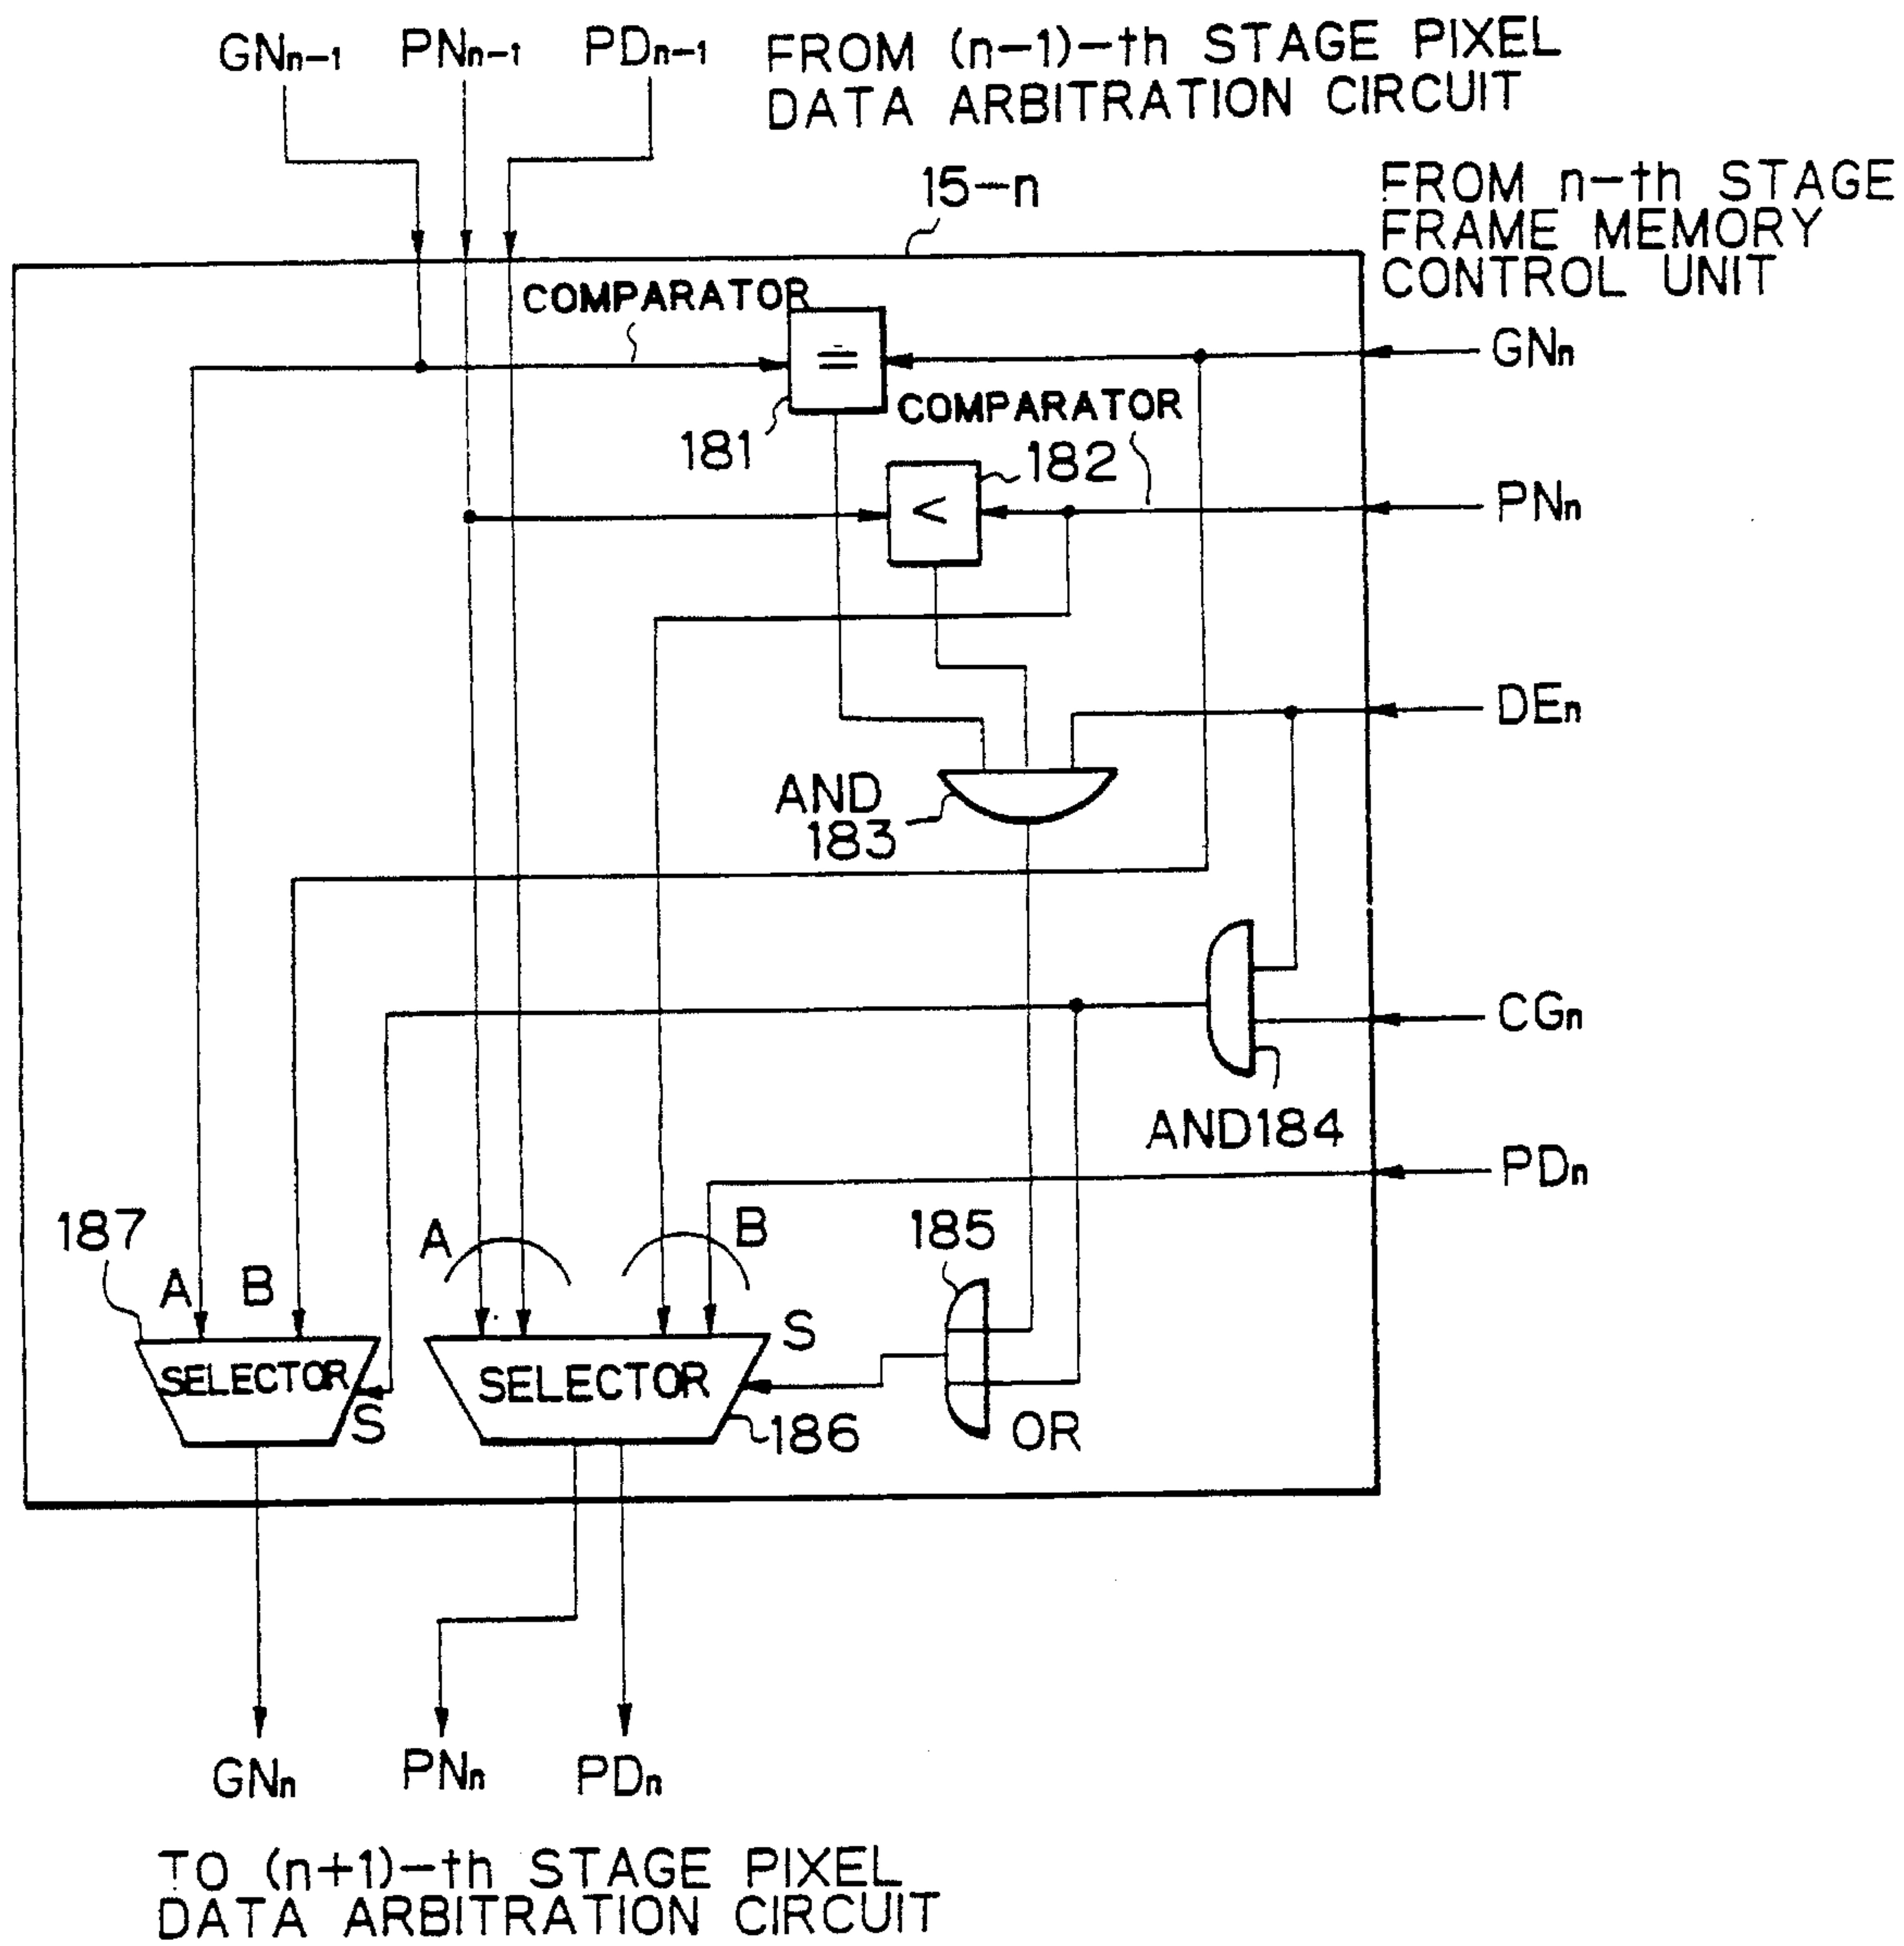 GNn-1 PNn-1 PDn-1 FROM (n-1)-th STAGE PIXEL
DATA ARBITRATION CIRCUIT
15-n
FROM n-th STAGE
FRAME MEMORY
CONTROL UNIT
COMPARATOR
=
GNn
181
COMPARATOR
182
<
PNn
DEn
AND
183
CGn
AND184
PDn
187
A
B
A
B
185
S
SELECTOR
SELECTOR
S
186
OR
GNn
PNn
PDn
TO (n+1)-th STAGE PIXEL
DATA ARBITRATION CIRCUIT